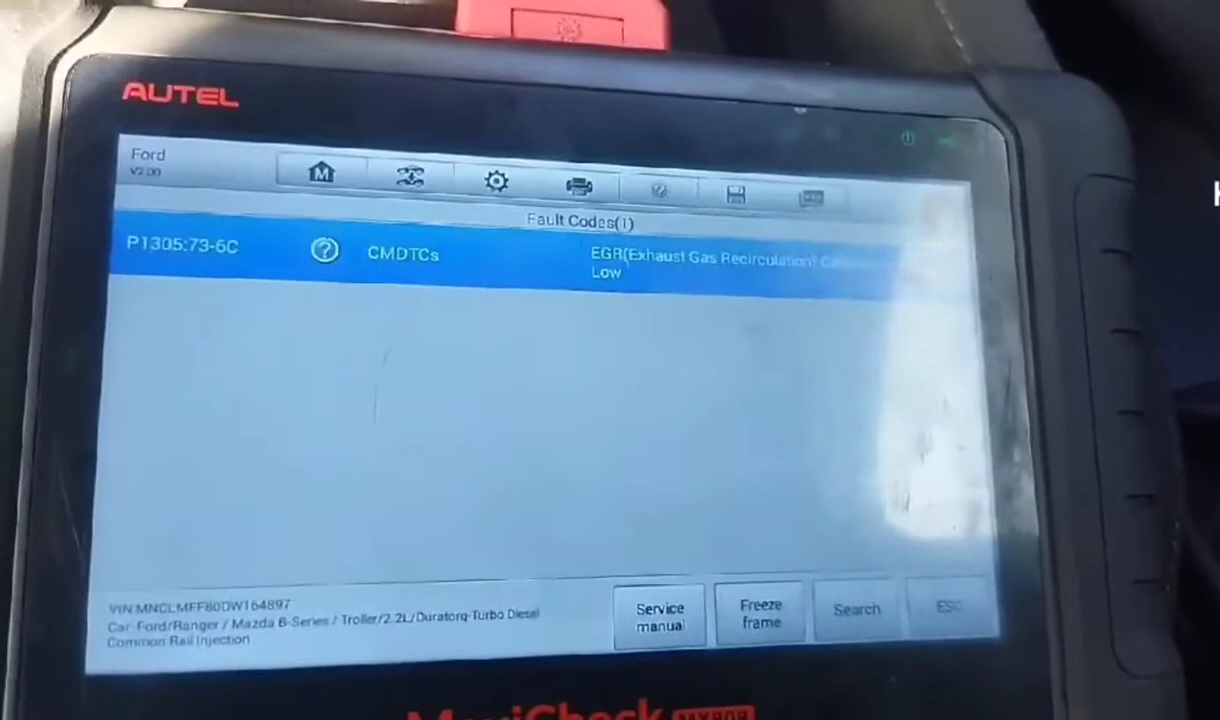 AUTEL
Ford
V2.00
M
Fault Codes(1)
P1305:73-6C
?
CMDTCs
EGR(Exhaust Gas Recirculation)
Low
VIN:MNCLMFF80DW164897
Car: Ford/Ranger / Mazda B-Series / Troller/2.2L/Duratorq-Turbo Diesel
Common Rail Injection
Service
manual
Freeze
frame
Search
ESC
MaxiCheck MX808